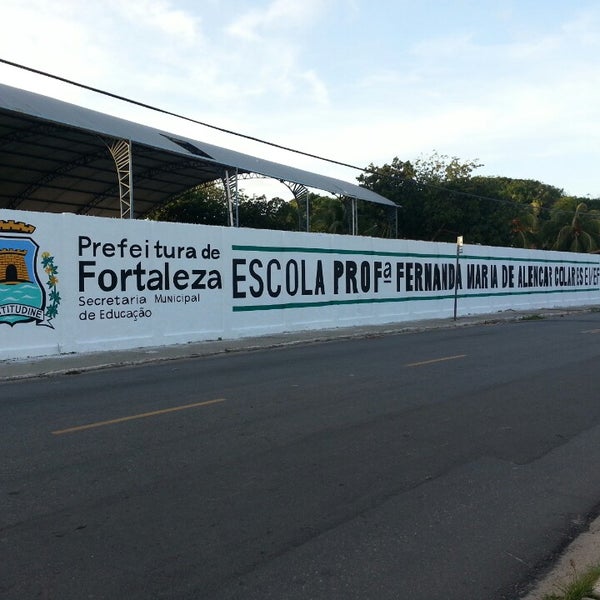 Prefeitura de
Fortaleza
Secretaria Municipal
de Educação
ESCOLA PROFª FERNANDA MARIA DE ALENCAR COLARES